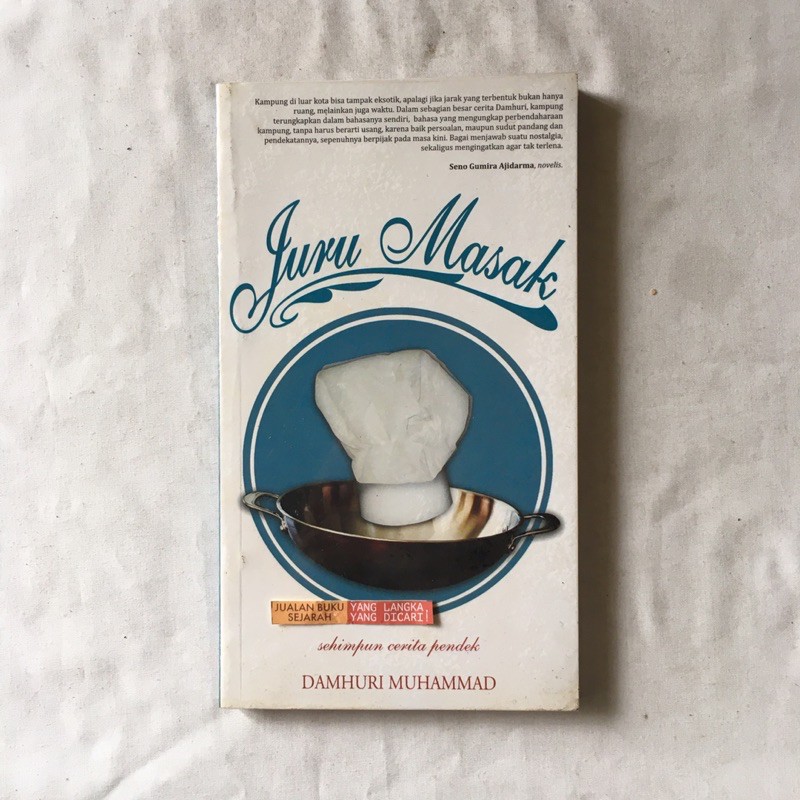 Kampung di luar kota bisa tampak eksotik, apalagi jika jarak yang terbentuk bukan hanya
ruang, melainkan juga waktu. Dalam sebagian besar cerita Damhuri, kampung
terungkapkan dalam bahasanya sendiri, bahasa yang mengungkap perbendaharaan
kampung, tanpa harus berarti usang, karena baik persoalan, maupun sudut pandang dan
pendekatannya, sepenuhnya berpijak pada masa kini. Bagai menjawab suatu nostalgia,
sekaligus mengingatkan agar tak terlena.
Seno Gumira Ajidarma, novelis.
Juru Masak
JUALAN BUKU YANG LANGKA
SEJARAH YANG DICARI!
sehimpun cerita pendek
DAMHURI MUHAMMAD